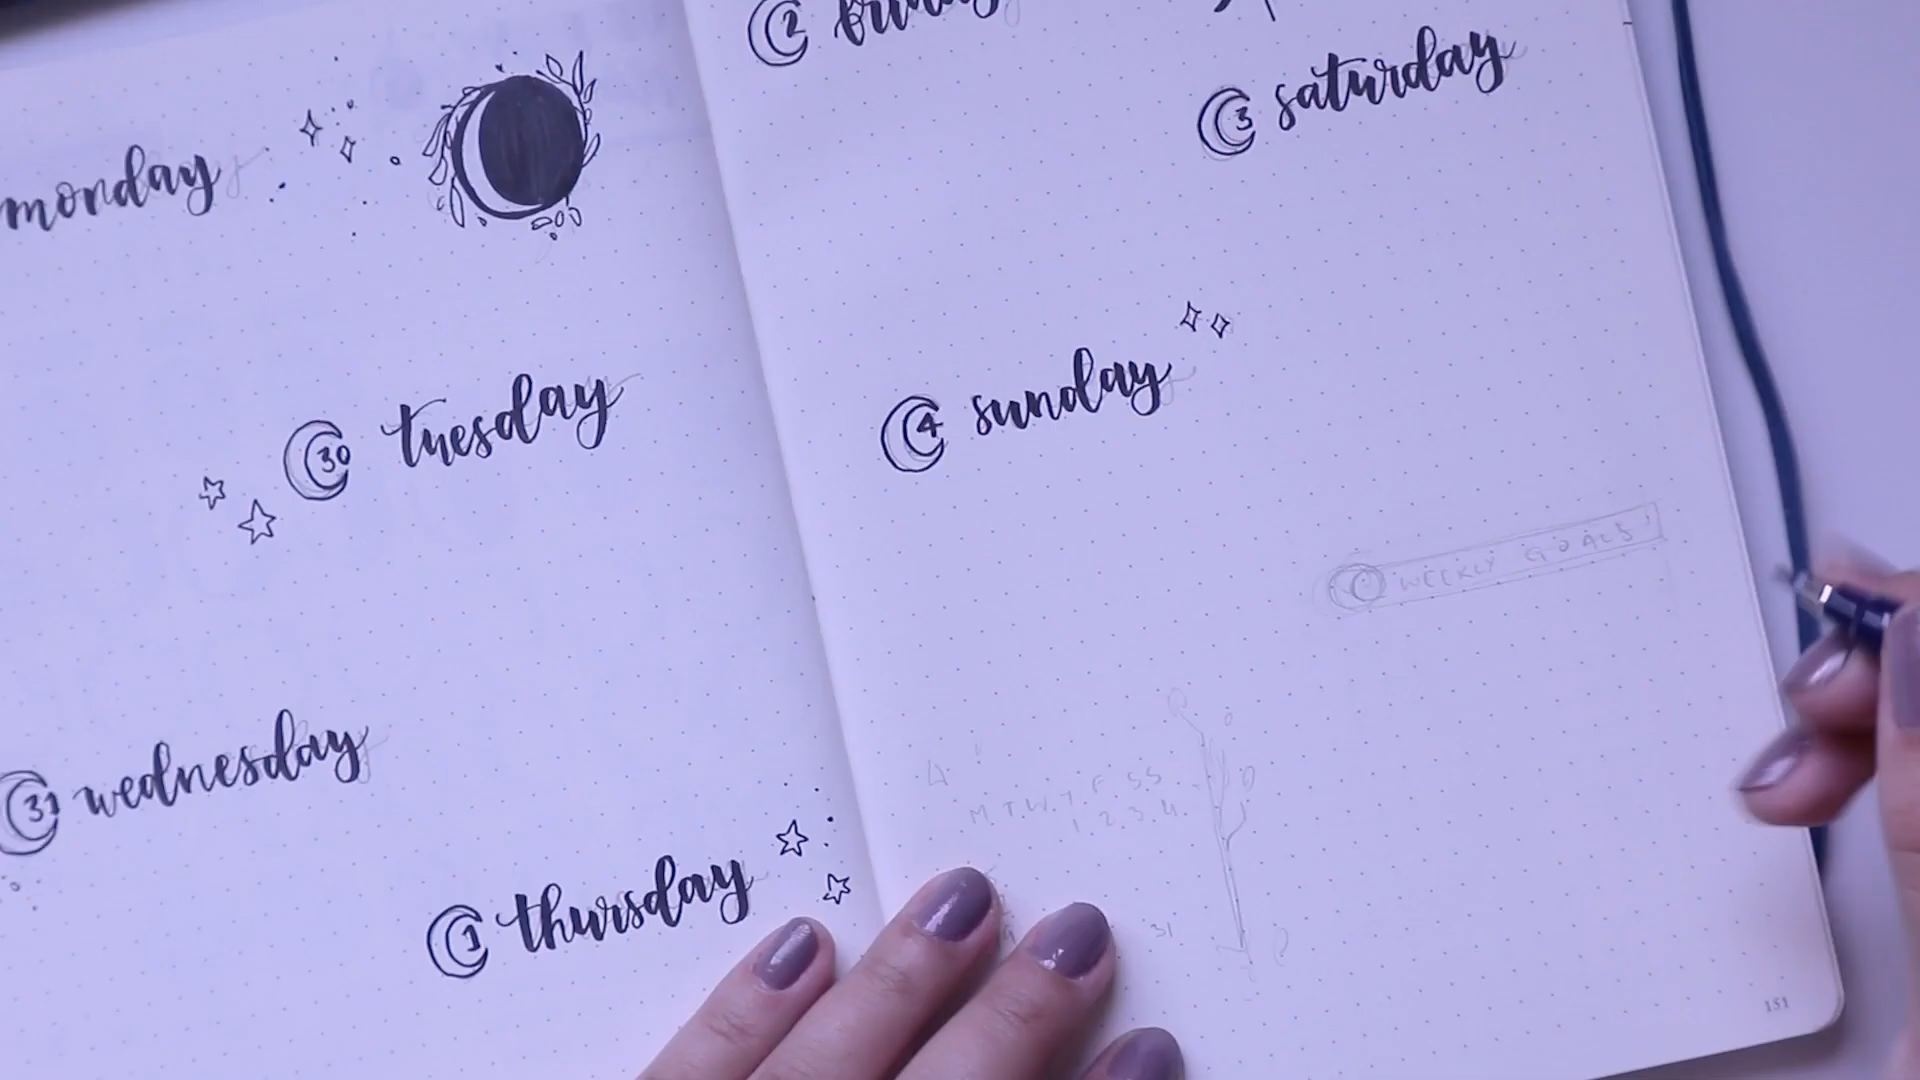 monday
30 tuesday
31 wednesday
1 thursday
2 friday
3 saturday
4 sunday
WEEKLY GOALS
M T W T F S S
1 2 3 4
31
151